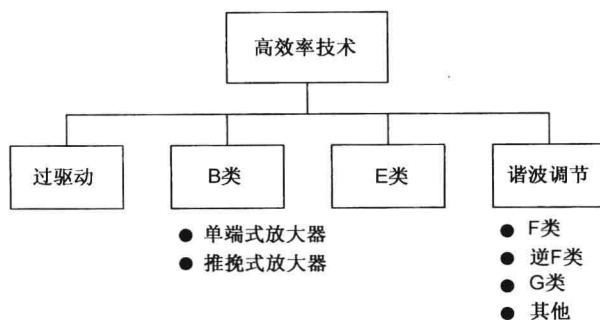 高效率技术
过驱动
B类
E类
谐波调节
● 单端式放大器
● 推挽式放大器
● F类
● 逆F类
● G类
● 其他